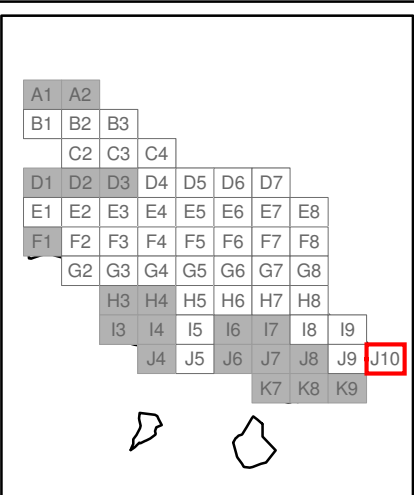 A1 A2
B1 B2 B3
C2 C3 C4
D1 D2 D3 D4 D5 D6 D7
E1 E2 E3 E4 E5 E6 E7 E8
F1 F2 F3 F4 F5 F6 F7 F8
G2 G3 G4 G5 G6 G7 G8
H3 H4 H5 H6 H7 H8
I3 I4 I5 I6 I7 I8 I9
J4 J5 J6 J7 J8 J9 J10
K7 K8 K9